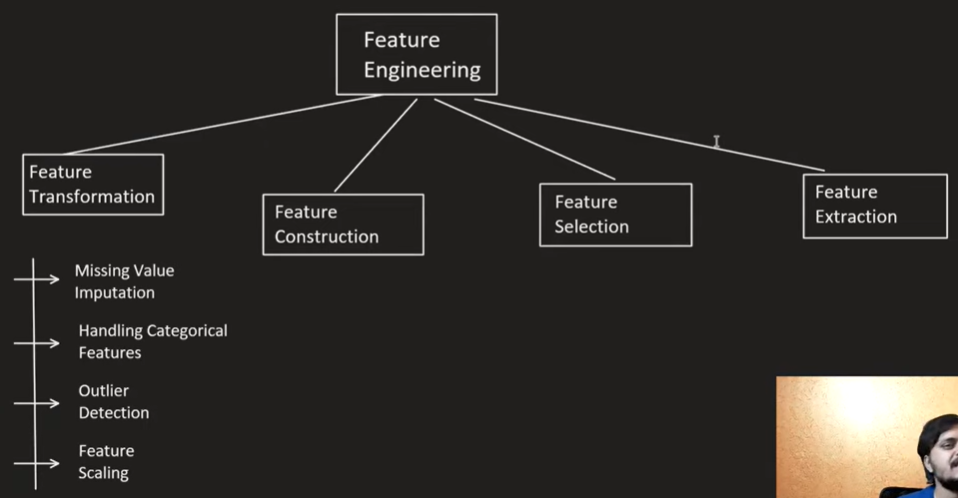 Feature
Engineering
Feature
Transformation
Feature
Construction
Feature
Selection
Feature
Extraction
Missing Value
Imputation
Handling Categorical
Features
Outlier
Detection
Feature
Scaling